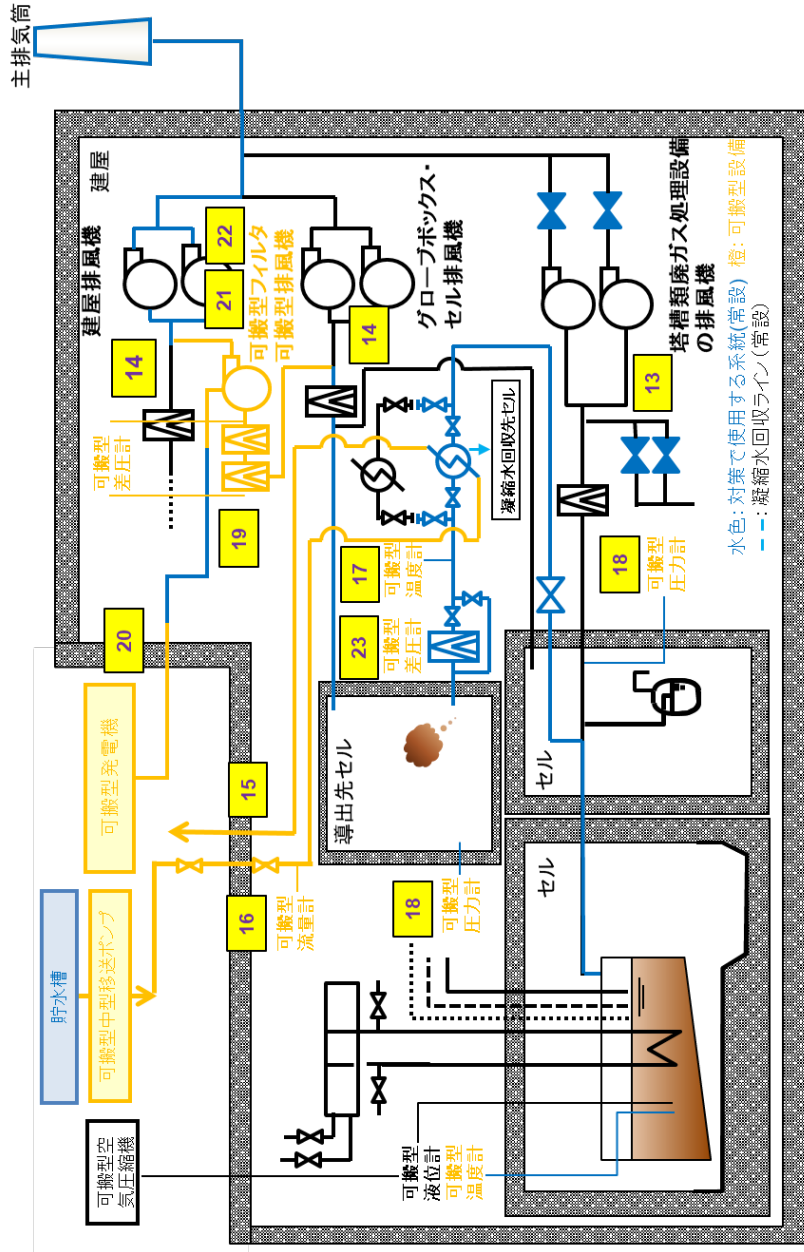 貯水槽
可搬型中型移送ポンプ
可搬型発電機
可搬型空
気圧縮機
主排気筒
建屋
建屋排風機
14
21
22
可搬型フィルタ
可搬型排風機
可搬型
差圧計
19
20
グローブボックス・
セル排風機
14
15
16
可搬型
流量計
導出先セル
17
可搬型
温度計
23
可搬型
差圧計
凝縮水回収先セル
18
可搬型
圧力計
塔槽類廃ガス処理設備
の排風機
13
18
可搬型
圧力計
セル
セル
可搬型
液位計
可搬型
温度計
水色:対策で使用する系統(常設) 橙:可搬型設備
:凝縮水回収ライン(常設)